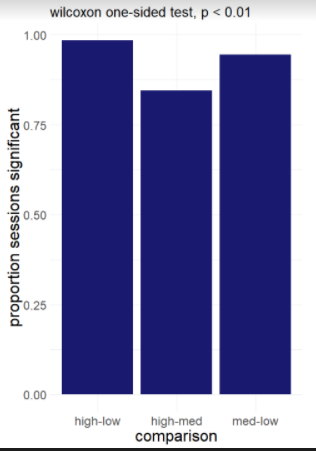 wilcoxon one-sided test, p < 0.01
1.00
0.75
0.50
0.25
0.00
proportion sessions significant
high-low high-med med-low
comparison